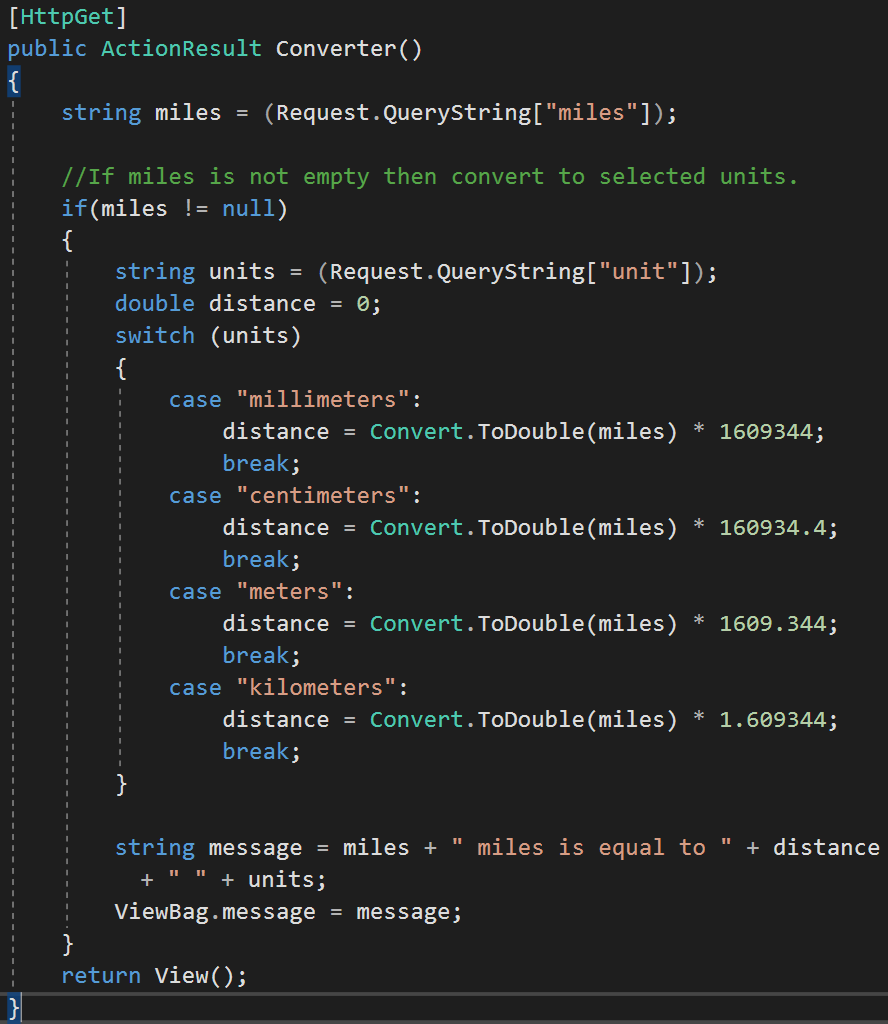 [HttpGet]
public ActionResult Converter()
{
    string miles = (Request.QueryString["miles"]);

    //If miles is not empty then convert to selected units.
    if(miles != null)
    {
        string units = (Request.QueryString["unit"]);
        double distance = 0;
        switch (units)
        {
            case "millimeters":
                distance = Convert.ToDouble(miles) * 1609344;
                break;
            case "centimeters":
                distance = Convert.ToDouble(miles) * 160934.4;
                break;
            case "meters":
                distance = Convert.ToDouble(miles) * 1609.344;
                break;
            case "kilometers":
                distance = Convert.ToDouble(miles) * 1.609344;
                break;
        }

        string message = miles + " miles is equal to " + distance
          + " " + units;
        ViewBag.message = message;
    }
    return View();
}